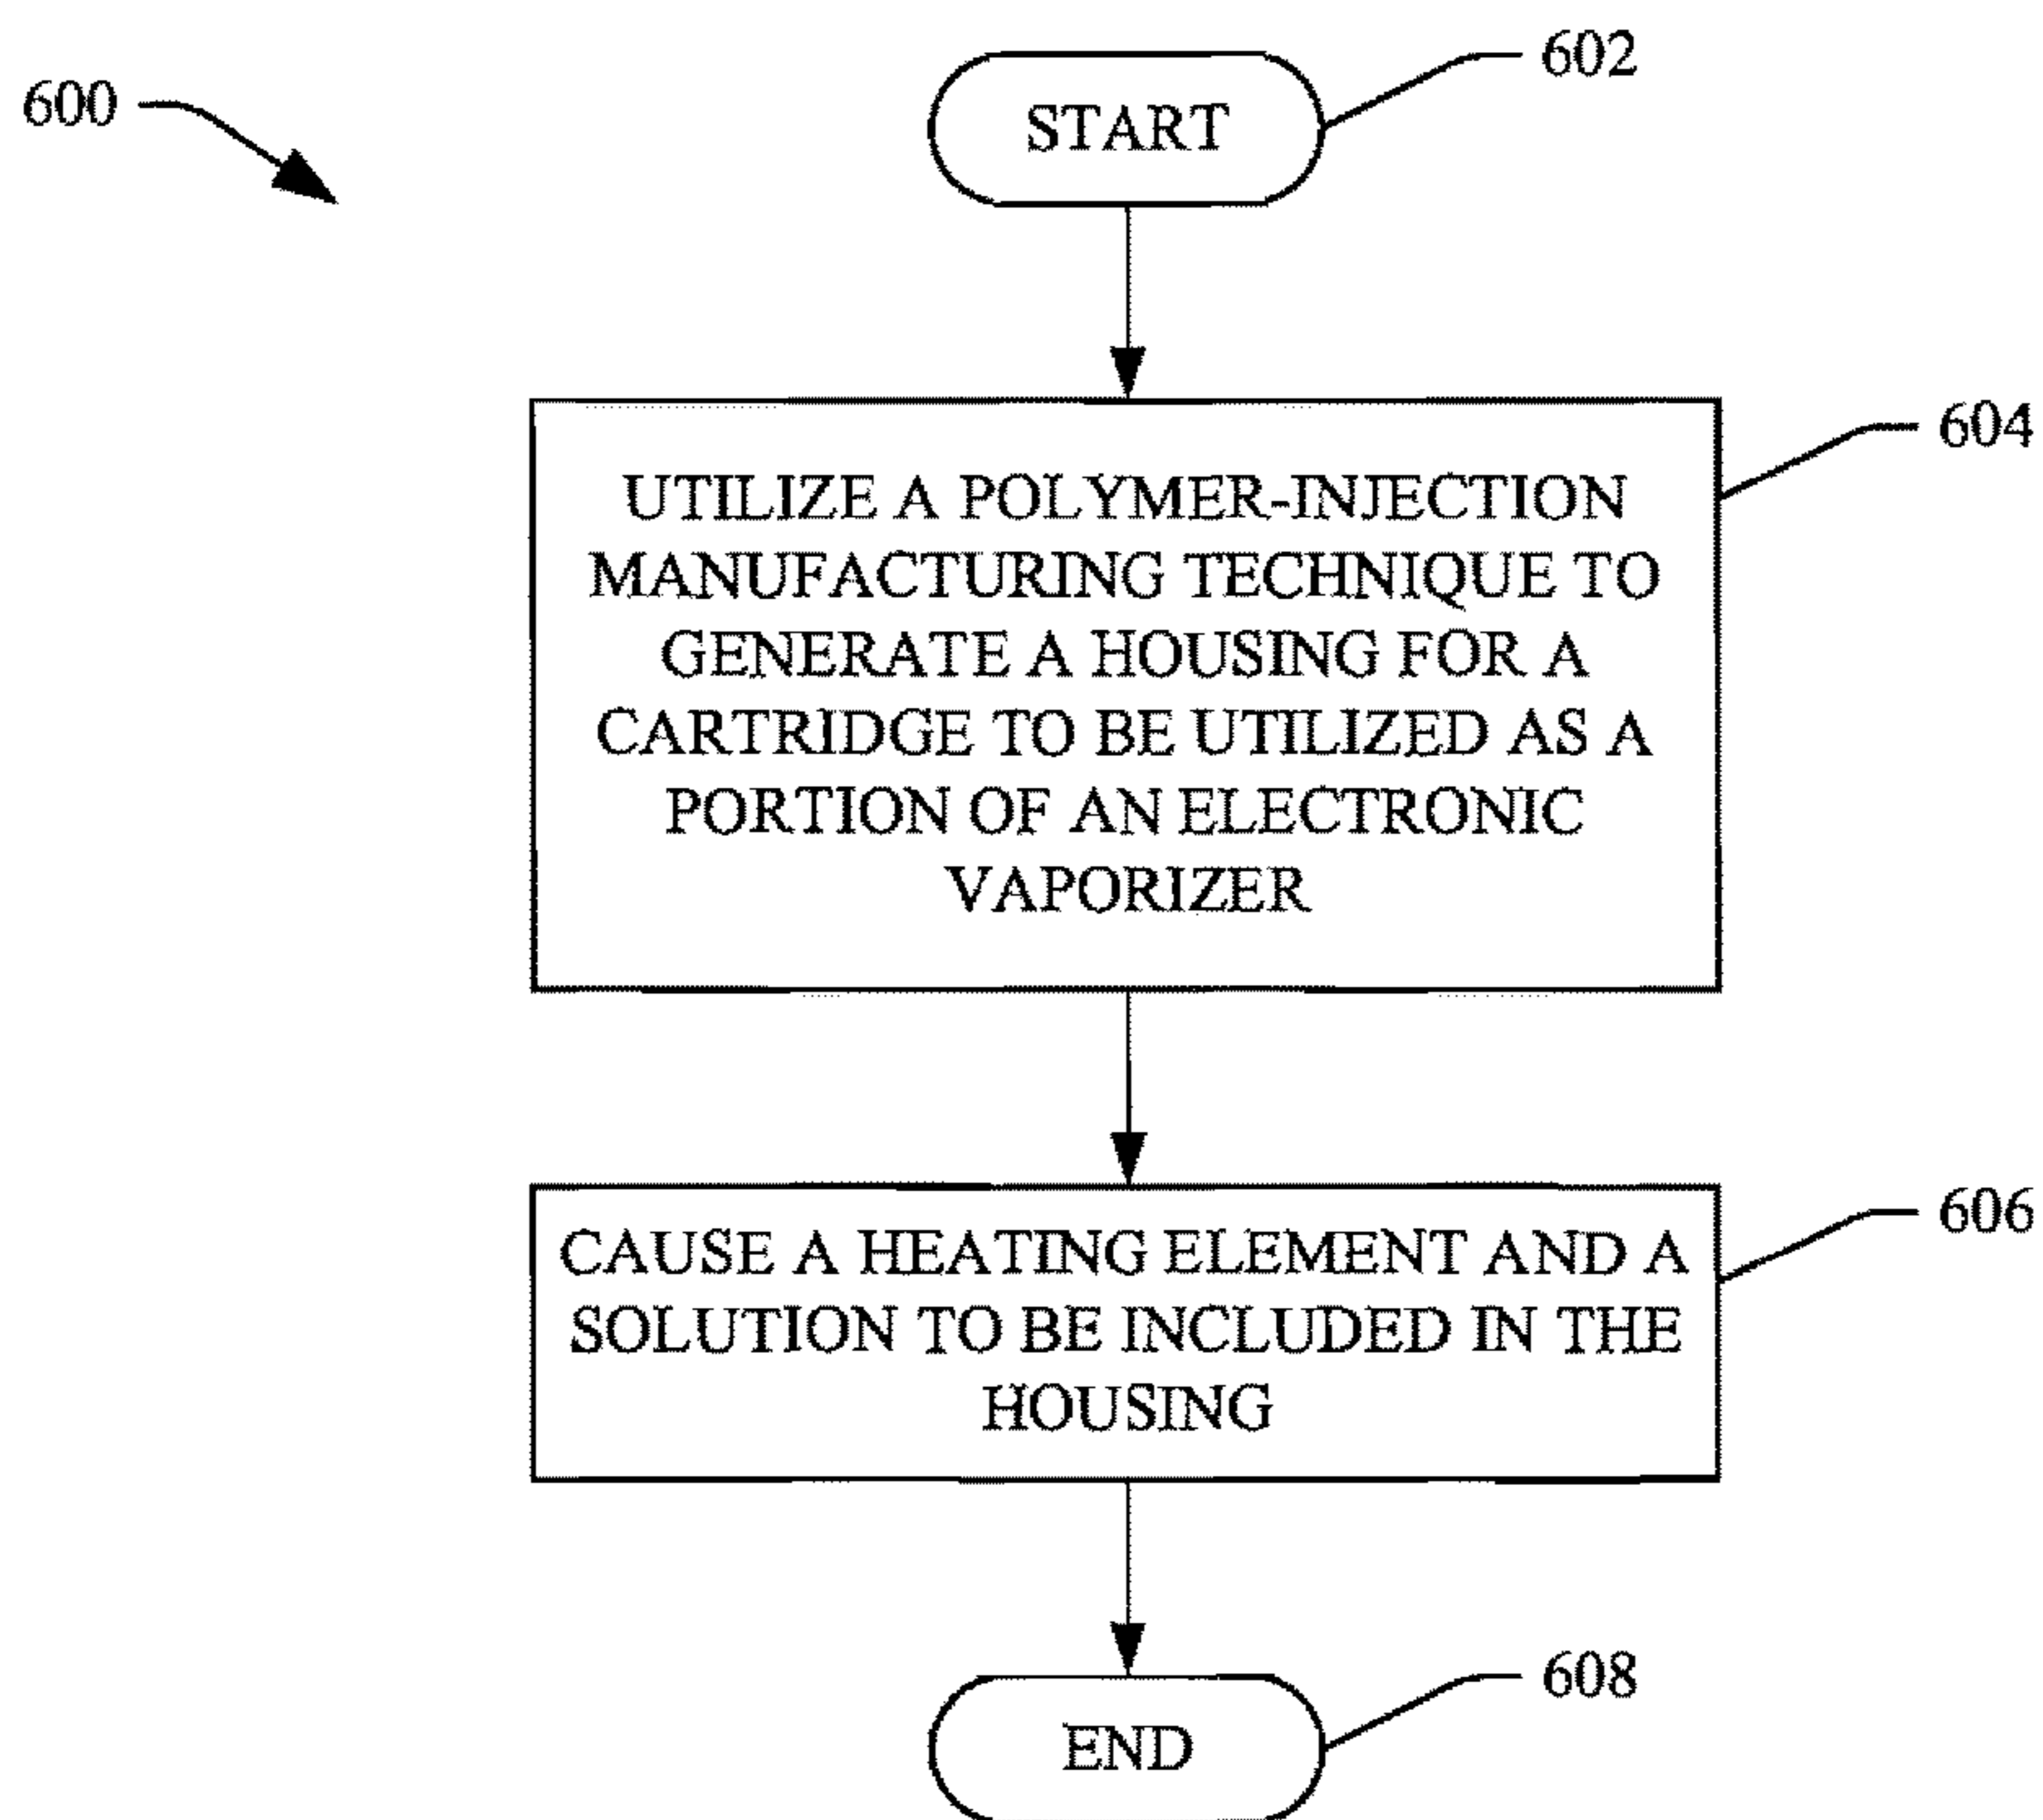 600
START
602
UTILIZE A POLYMER-INJECTION
MANUFACTURING TECHNIQUE TO
GENERATE A HOUSING FOR A
CARTRIDGE TO BE UTILIZED AS A
PORTION OF AN ELECTRONIC
VAPORIZER
604
CAUSE A HEATING ELEMENT AND A
SOLUTION TO BE INCLUDED IN THE
HOUSING
606
END
608